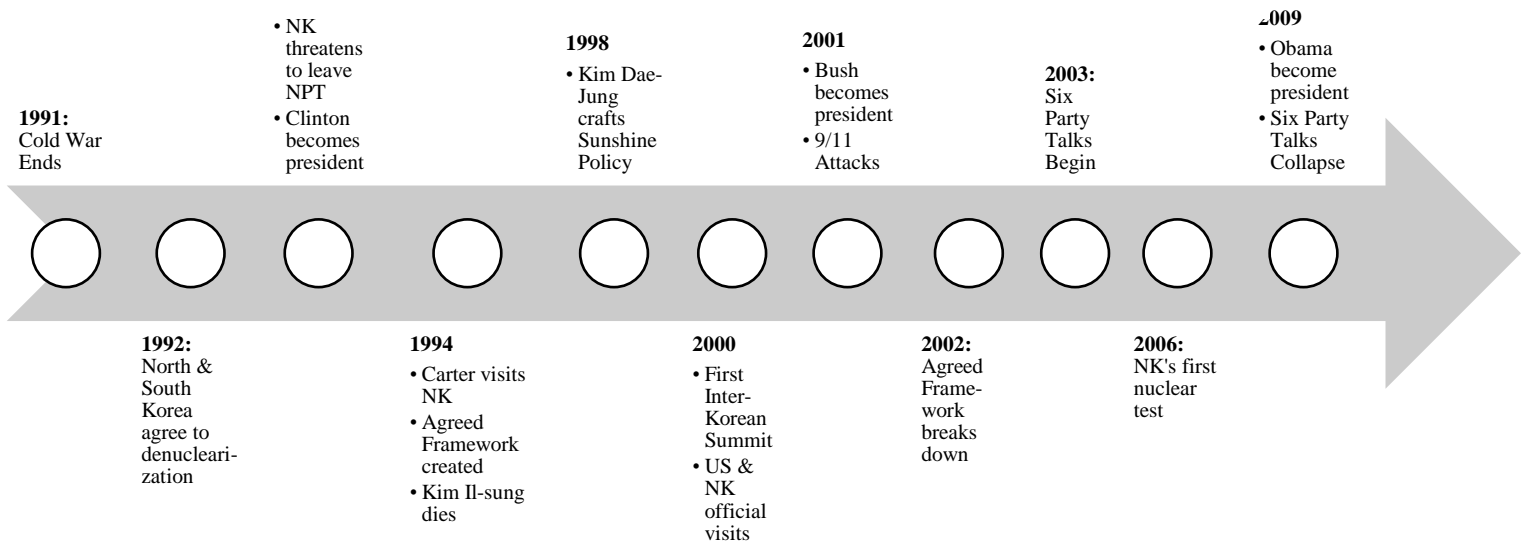 1991:
Cold War
Ends
1992:
North &
South
Korea
agree to
denucleari-
zation
• NK
threatens
to leave
NPT
• Clinton
becomes
president
1994
• Carter visits
NK
• Agreed
Framework
created
• Kim Il-sung
dies
1998
• Kim Dae-
Jung
crafts
Sunshine
Policy
2000
• First
Inter-
Korean
Summit
• US &
NK
official
visits
2001
• Bush
becomes
president
• 9/11
Attacks
2002:
Agreed
Frame-
work
breaks
down
2003:
Six
Party
Talks
Begin
2006:
NK's first
nuclear
test
2009
• Obama
become
president
• Six Party
Talks
Collapse